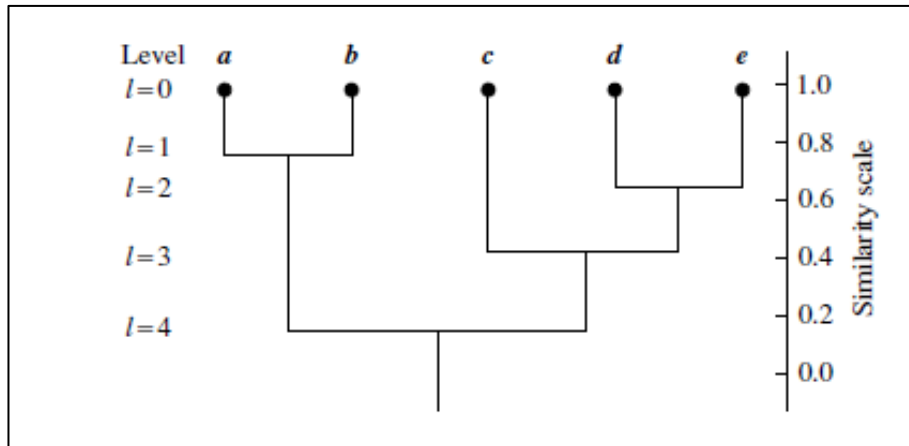 Level a b c d e
l=0 1.0
l=1 0.8
l=2 0.6
l=3 0.4
l=4 0.2
0.0
Similarity scale